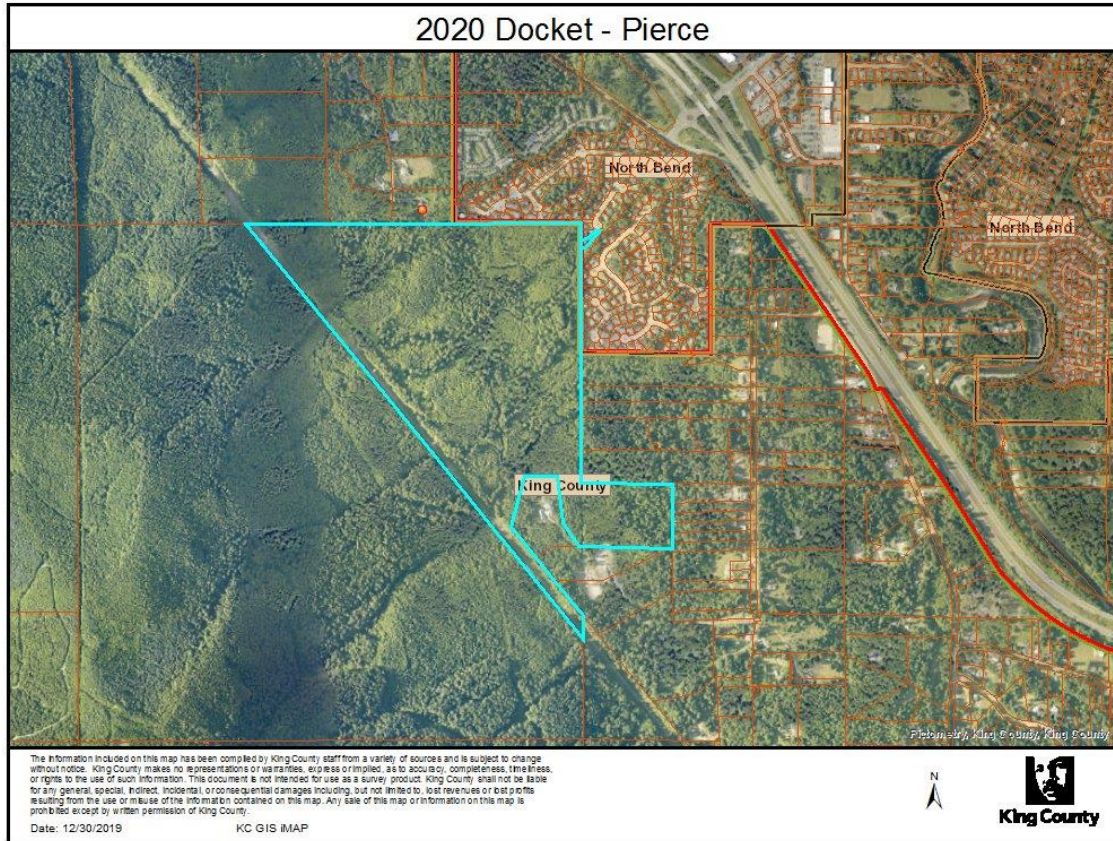 2020 Docket - Pierce
North Bend
North Bend
King County
Pictometry, King County, King County
The information included on this map has been compiled by King County staff from a variety of sources and is subject to change
without notice. King County makes no representations or warranties, express or implied, as to accuracy, completeness, timeliness,
or rights to the use of such information. This document is not intended for use as a survey product. King County shall not be liable
for any general, special, indirect, incidental, or consequential damages including, but not limited to, lost revenues or lost profits
resulting from the use or misuse of the information contained on this map. Any sale of this map or information on this map is
prohibited except by written permission of King County.
Date: 12/30/2019 KC GIS iMAP
N
King County